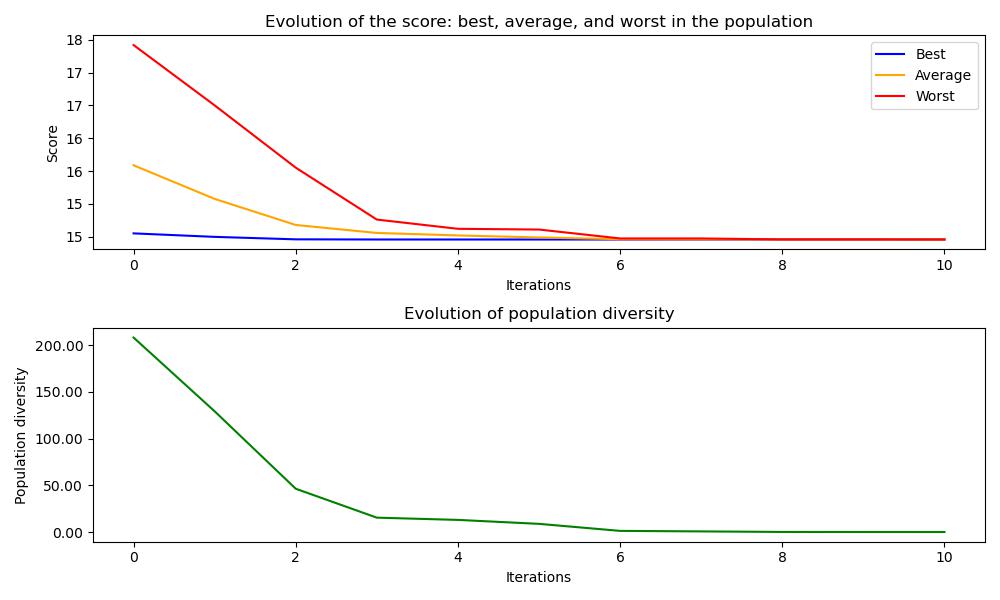 Evolution of the score: best, average, and worst in the population
18
17
17
16
16
15
15
Score
Best
Average
Worst
0 2 4 6 8 10
Iterations
Evolution of population diversity
200.00
150.00
100.00
50.00
0.00
Population diversity
0 2 4 6 8 10
Iterations